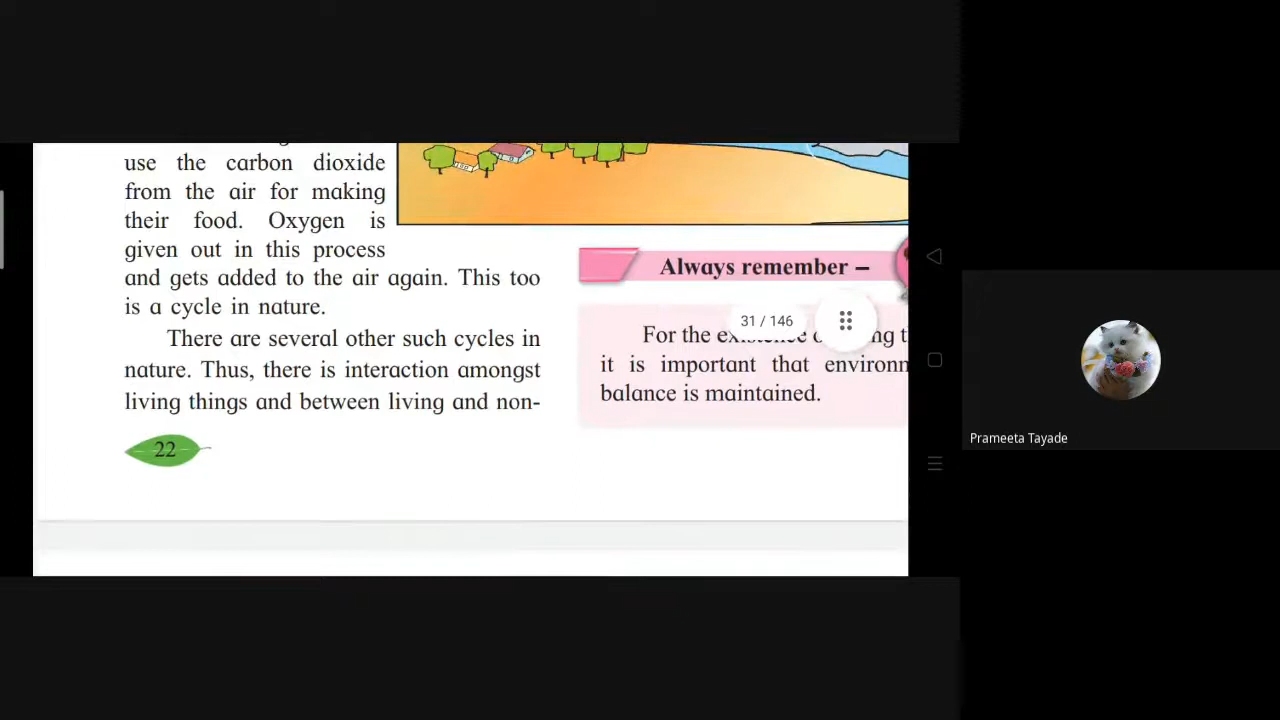 use the carbon dioxide
from the air for making
their food. Oxygen is
given out in this process
and gets added to the air again. This too
is a cycle in nature.
There are several other such cycles in
nature. Thus, there is interaction amongst
living things and between living and non-
22
Always remember –
31 / 146
For the existence
it is important that environm
balance is maintained.
Prameeta Tayade